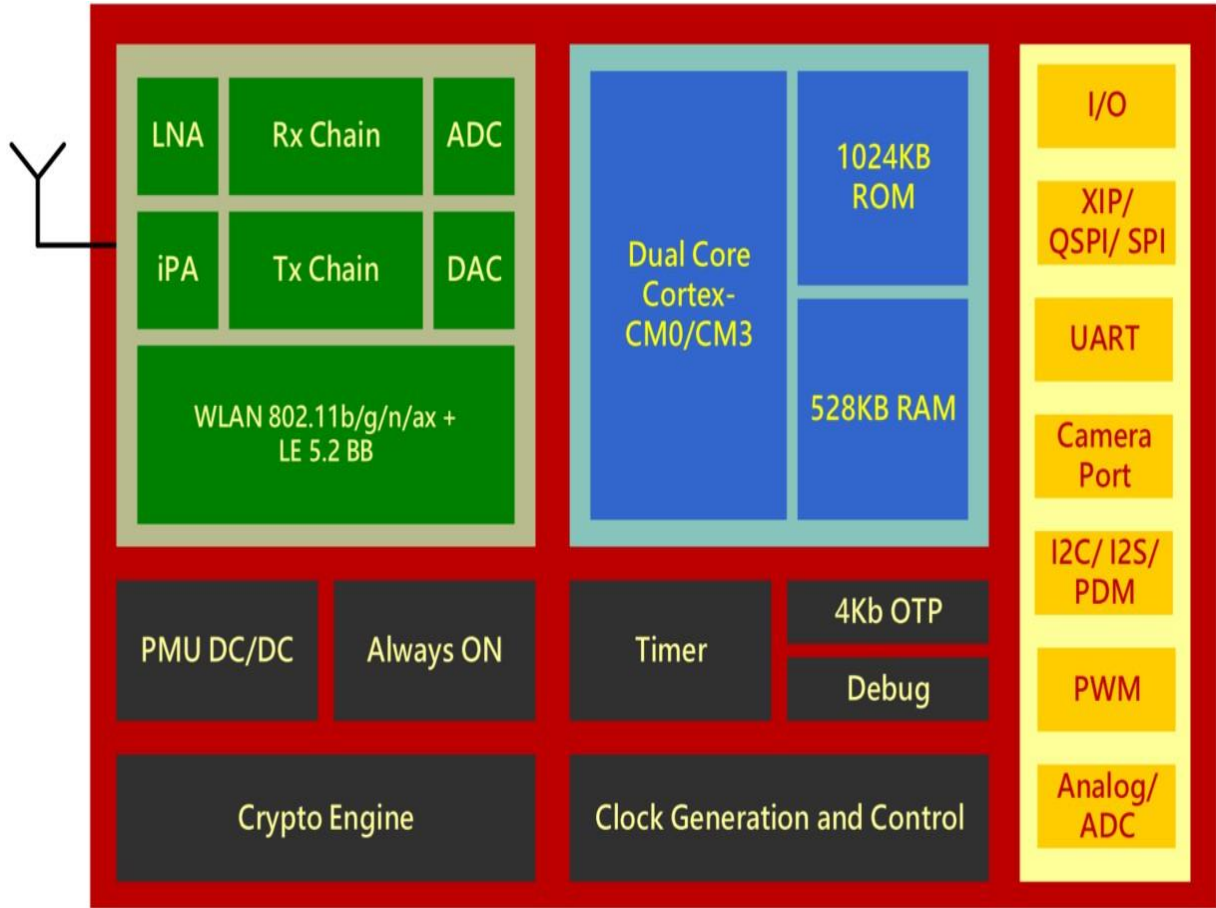 LNA
Rx Chain
ADC
iPA
Tx Chain
DAC
WLAN 802.11b/g/n/ax +
LE 5.2 BB
Dual Core
Cortex-
CM0/CM3
1024KB
ROM
528KB RAM
I/O
XIP/
QSPI/ SPI
UART
Camera
Port
I2C/ I2S/
PDM
PWM
Analog/
ADC
PMU DC/DC
Always ON
Timer
4Kb OTP
Debug
Crypto Engine
Clock Generation and Control